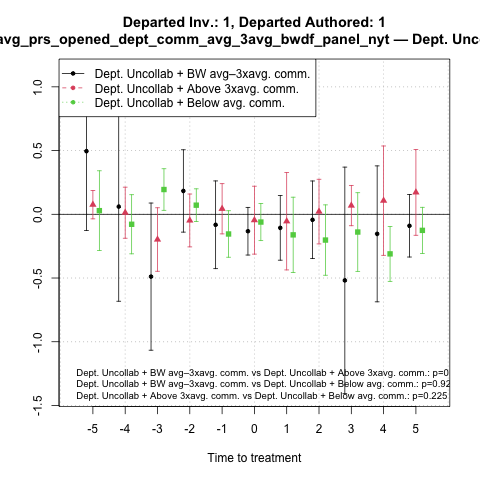 Departed Inv.: 1, Departed Authored: 1
avg_prs_opened_dept_comm_avg_3avg_bwdf_panel_nyt — Dept. Unco
Dept. Uncollab + BW avg–3xavg. comm.
Dept. Uncollab + Above 3xavg. comm.
Dept. Uncollab + Below avg. comm.
1.0
0.5
0.0
-0.5
-1.0
-1.5
Dept. Uncollab + BW avg–3xavg. comm. vs Dept. Uncollab + Above 3xavg. comm.: p=0
Dept. Uncollab + BW avg–3xavg. comm. vs Dept. Uncollab + Below avg. comm.: p=0.92
Dept. Uncollab + Above 3xavg. comm. vs Dept. Uncollab + Below avg. comm.: p=0.225
-5 -4 -3 -2 -1 0 1 2 3 4 5
Time to treatment